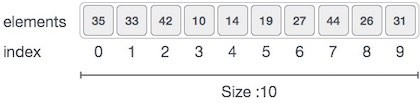 elements 35 33 42 10 14 19 27 44 26 31
index 0 1 2 3 4 5 6 7 8 9
Size :10